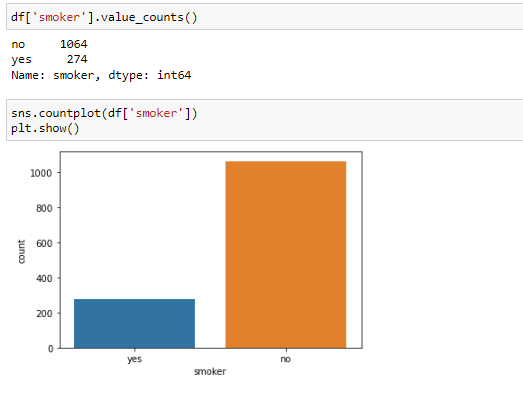 df['smoker'].value_counts()
no 1064
yes 274
Name: smoker, dtype: int64
sns.countplot(df['smoker'])
plt.show()
1000
800
600
400
200
0
count
yes no
smoker